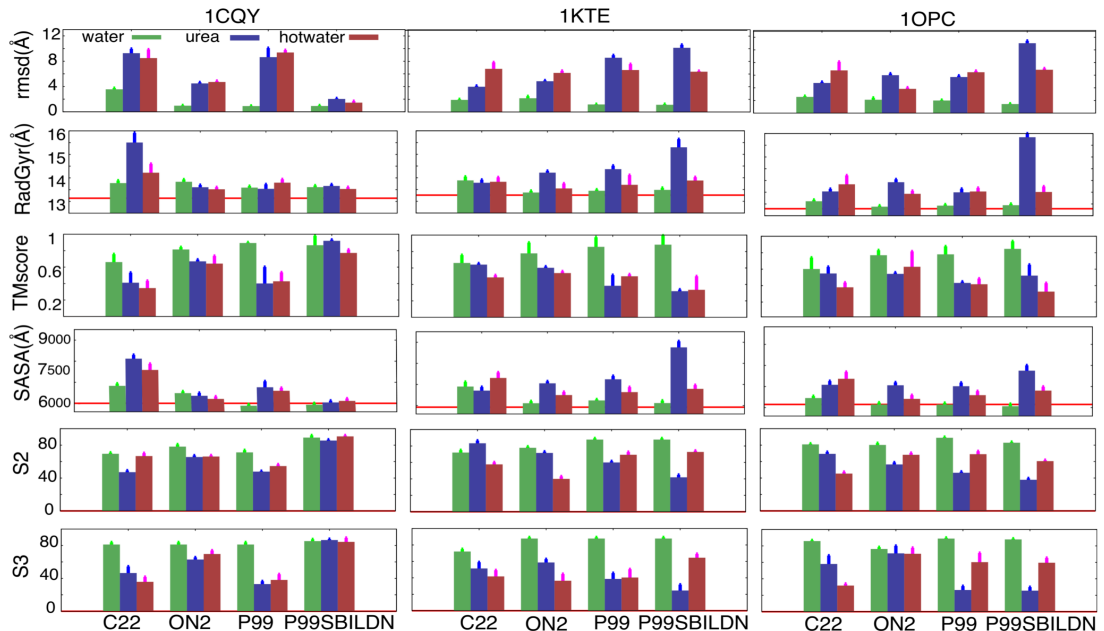 1CQY 1KTE 1OPC
water urea hotwater
rmsd(Å) 12 8 4 0
RadGyr(Å) 16 15 14 13
TMscore 1 0.6 0.2
SASA(Å) 9000 7500 6000
S2 80 40 0
S3 80 40 0
C22 ON2 P99 P99SBILDN C22 ON2 P99 P99SBILDN C22 ON2 P99 P99SBILDN